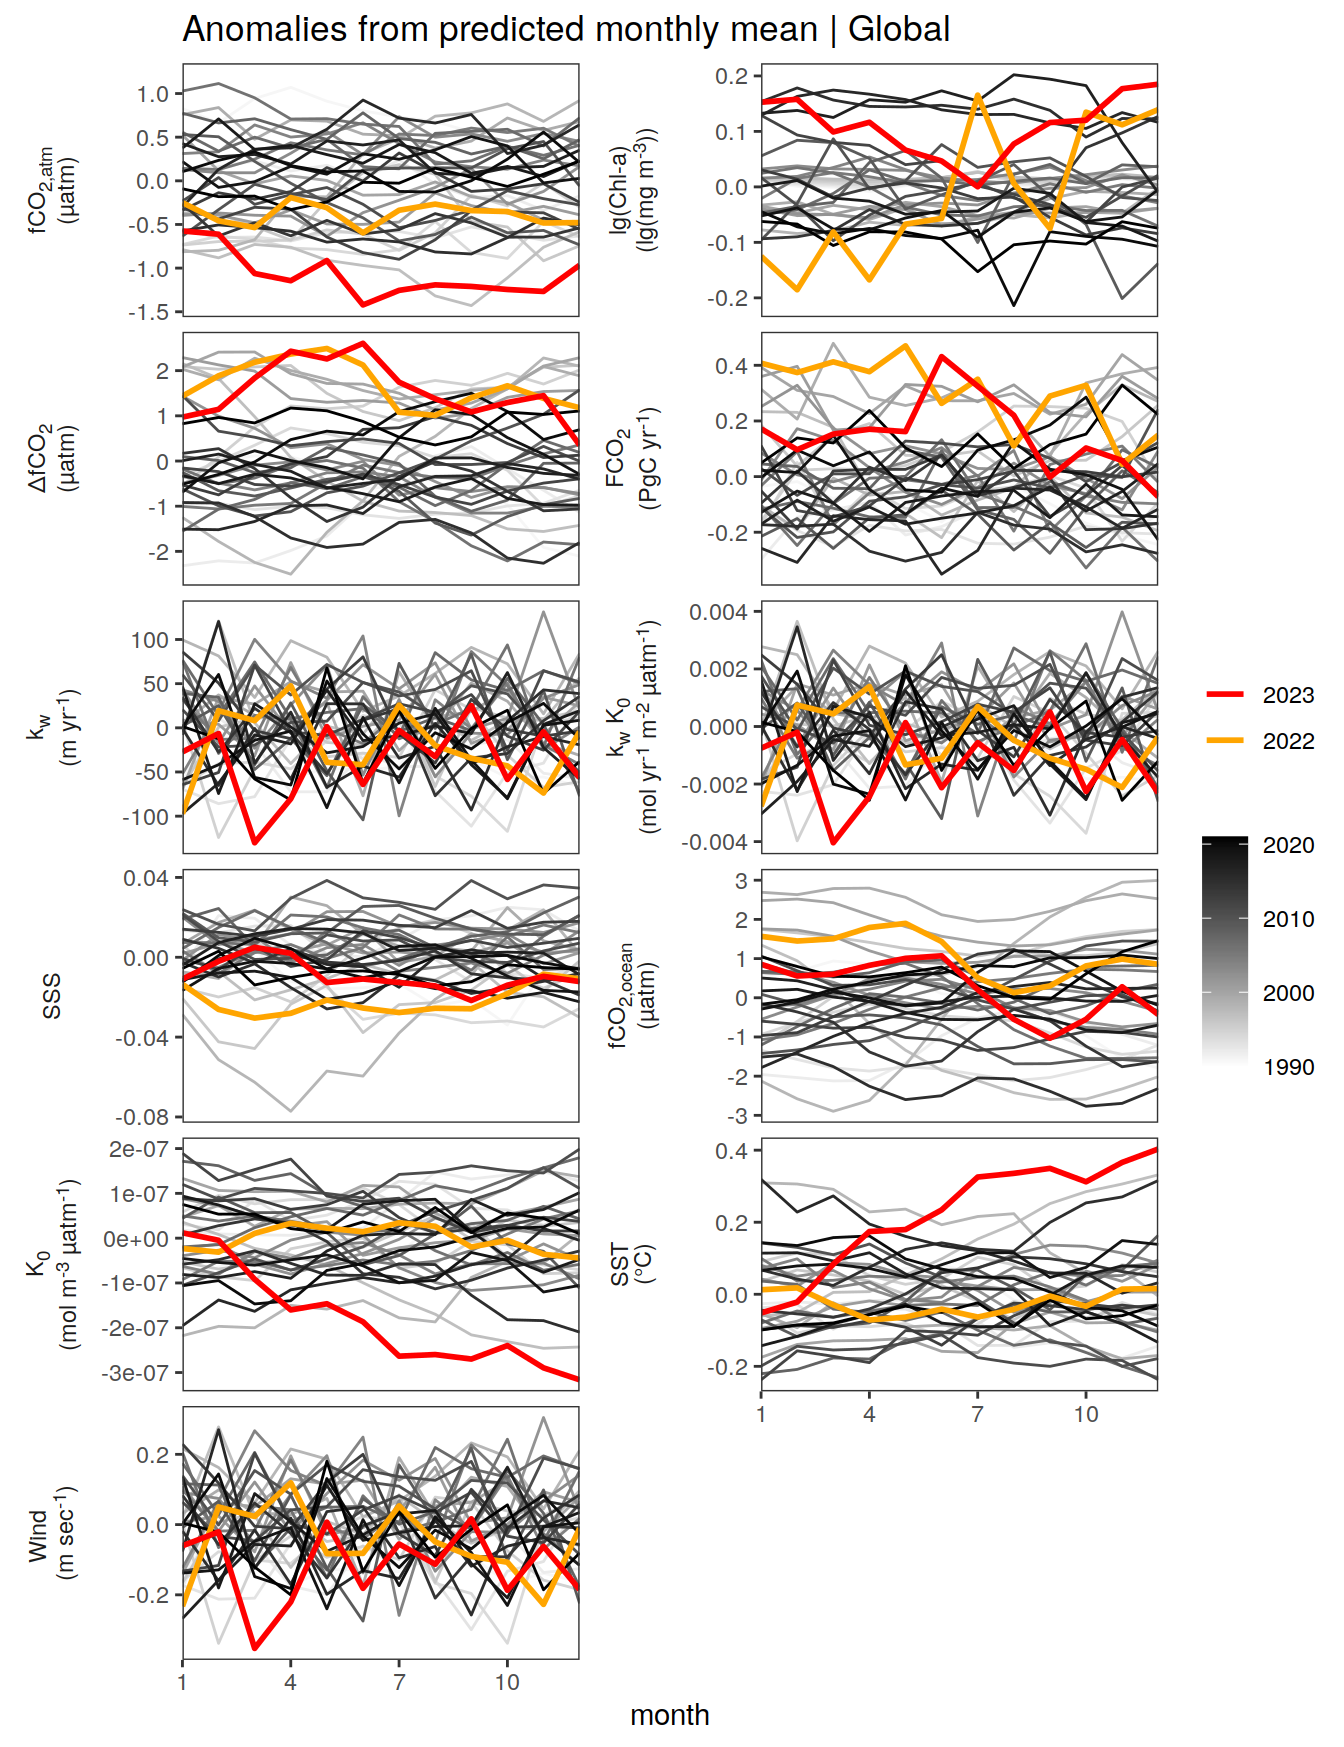 Anomalies from predicted monthly mean | Global
fCO2,atm
(µatm)
1.0
0.5
0.0
-0.5
-1.0
-1.5
lg(Chl-a)
(lg(mg m-3))
0.2
0.1
0.0
-0.1
-0.2
ΔfCO2
(µatm)
2
1
0
-1
-2
FCO2
(PgC yr-1)
0.4
0.2
0.0
-0.2
kw
(m yr-1)
100
50
0
-50
-100
kw K0
(mol yr-1 m-2 µatm-1)
0.004
0.002
0.000
-0.002
-0.004
SSS
0.04
0.00
-0.04
-0.08
fCO2,ocean
(µatm)
3
2
1
0
-1
-2
-3
K0
(mol m-3 µatm-1)
2e-07
1e-07
0e+00
-1e-07
-2e-07
-3e-07
SST
(°C)
0.4
0.2
0.0
-0.2
1 4 7 10
Wind
(m sec-1)
0.2
0.0
-0.2
1 4 7 10
month
2023
2022
2020
2010
2000
1990